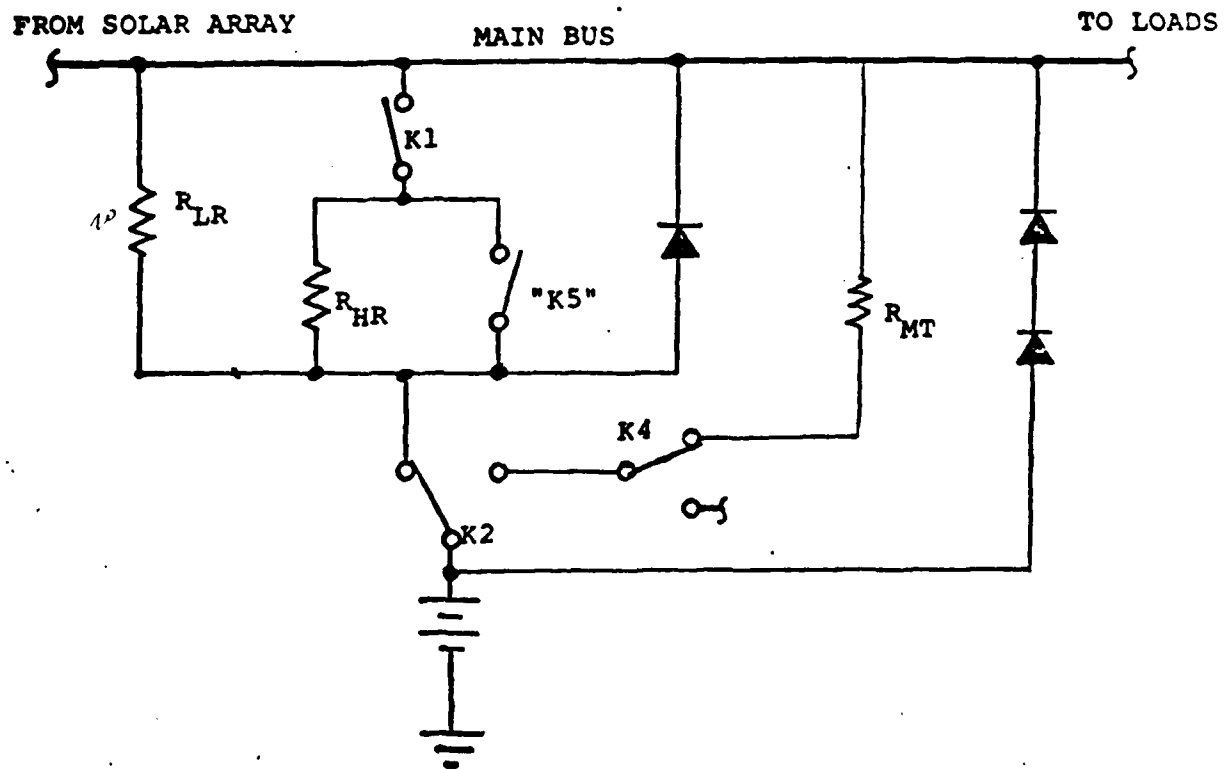 FROM SOLAR ARRAY
MAIN BUS
TO LOADS
K1
RLR
RHR
"K5"
RMT
K4
K2